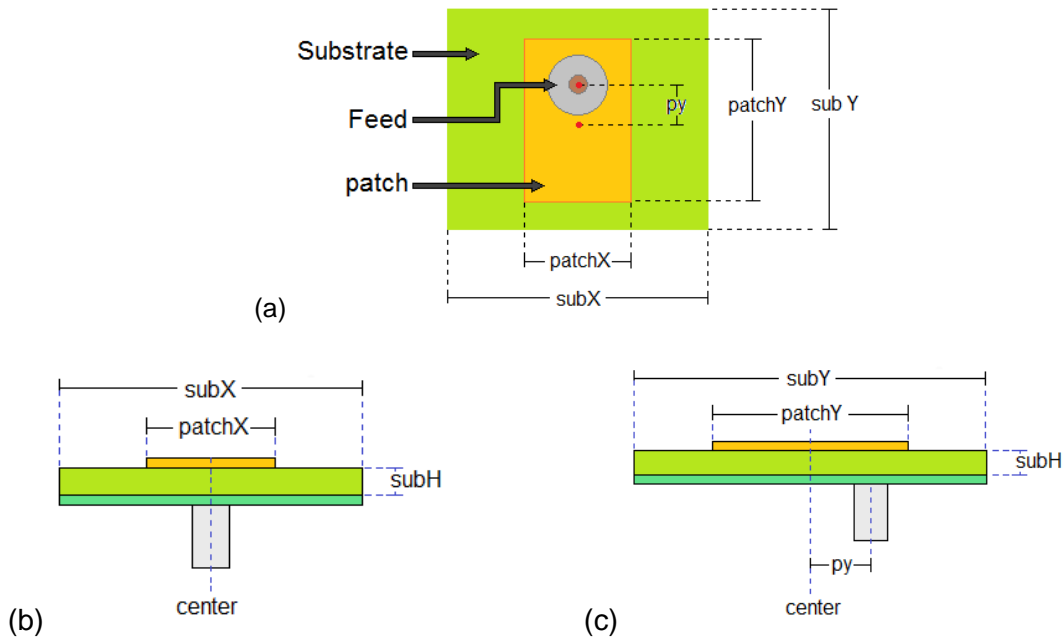 Substrate
Feed
patch
py
patchY
sub Y
patchX
subX
(a)
subX
patchX
subH
center
(b)
subY
patchY
subH
py
center
(c)